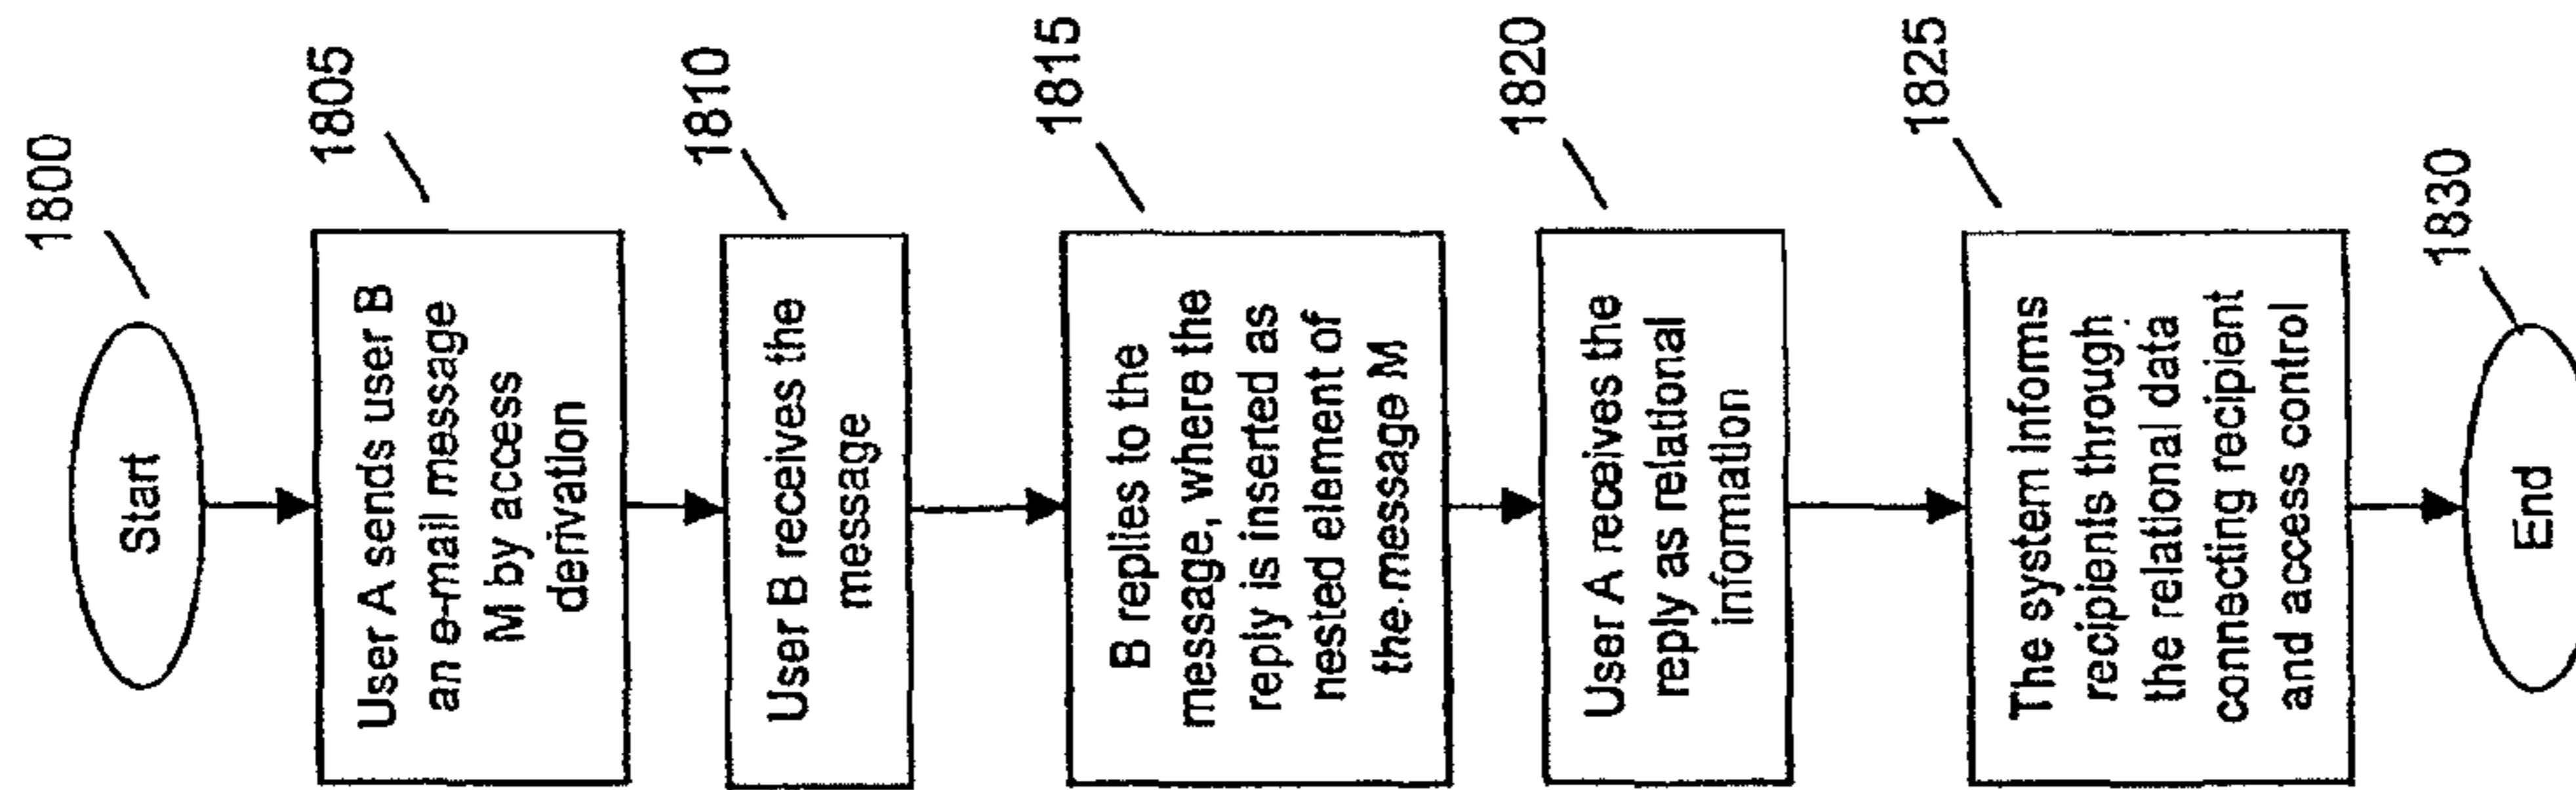 1800
Start
1805
User A sends user B
an e-mail message
M by access
derivation
1810
User B receives the
message
1815
B replies to the
message, where the
reply is inserted as
nested element of
the message M
1820
User A receives the
reply as relational
information
1825
The system informs
recipients through
the relational data
connecting recipient
and access control
1830
End